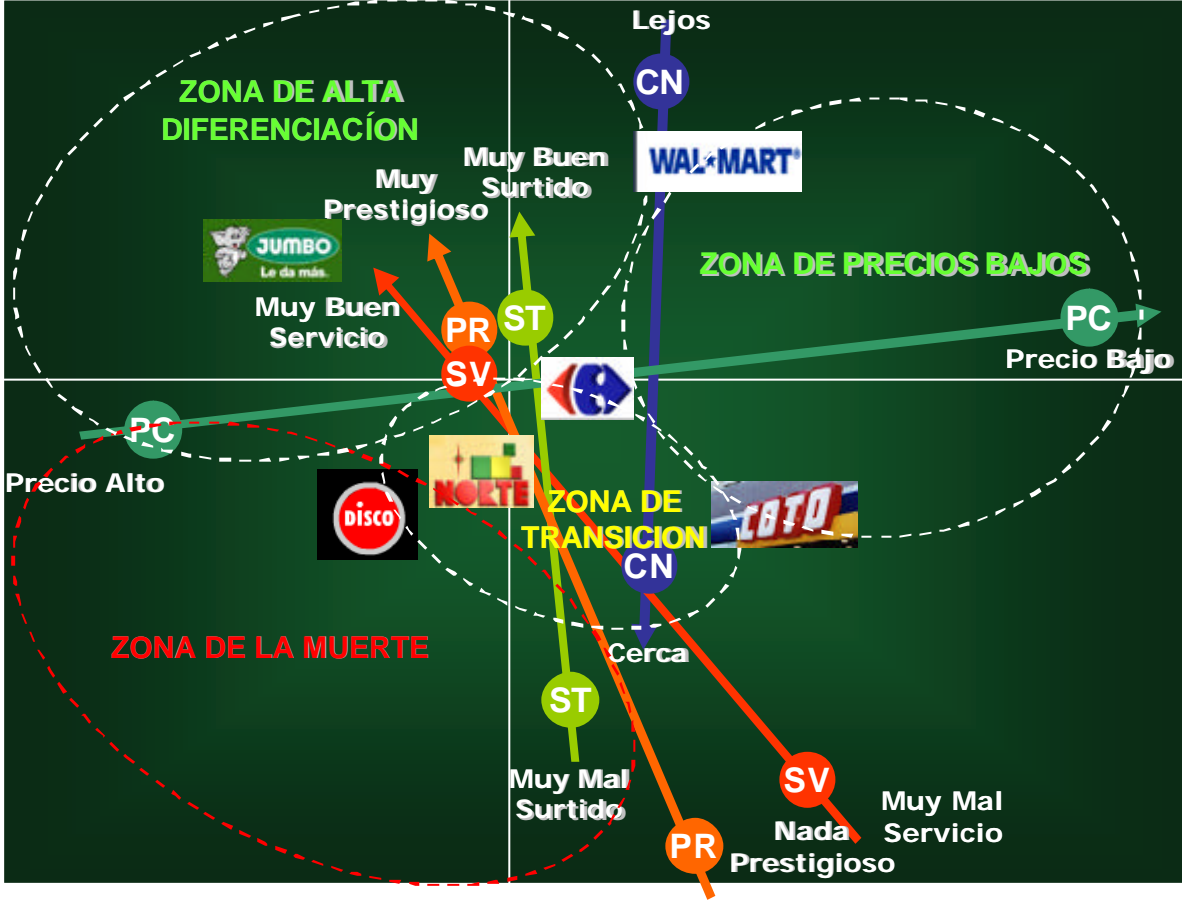 Lejos
CN
ZONA DE ALTA
DIFERENCIACÍON
WAL★MART®
Muy Buen
Surtido
Muy
Prestigioso
JUMBO
Le da más.
ZONA DE PRECIOS BAJOS
Muy Buen
Servicio
PR
ST
PC
Precio Bajo
SV
PC
Precio Alto
NORTE
DISCO
ZONA DE
TRANSICION
COTO
CN
Cerca
ZONA DE LA MUERTE
ST
Muy Mal
Surtido
SV
Muy Mal
Servicio
Nada
Prestigioso
PR